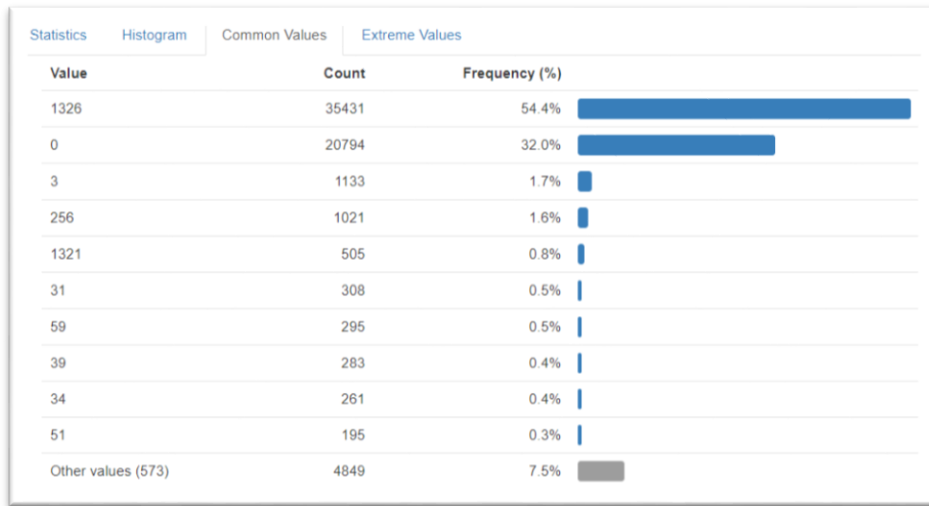 Statistics Histogram Common Values Extreme Values
Value Count Frequency (%)
1326 35431 54.4%
0 20794 32.0%
3 1133 1.7%
256 1021 1.6%
1321 505 0.8%
31 308 0.5%
59 295 0.5%
39 283 0.4%
34 261 0.4%
51 195 0.3%
Other values (573) 4849 7.5%